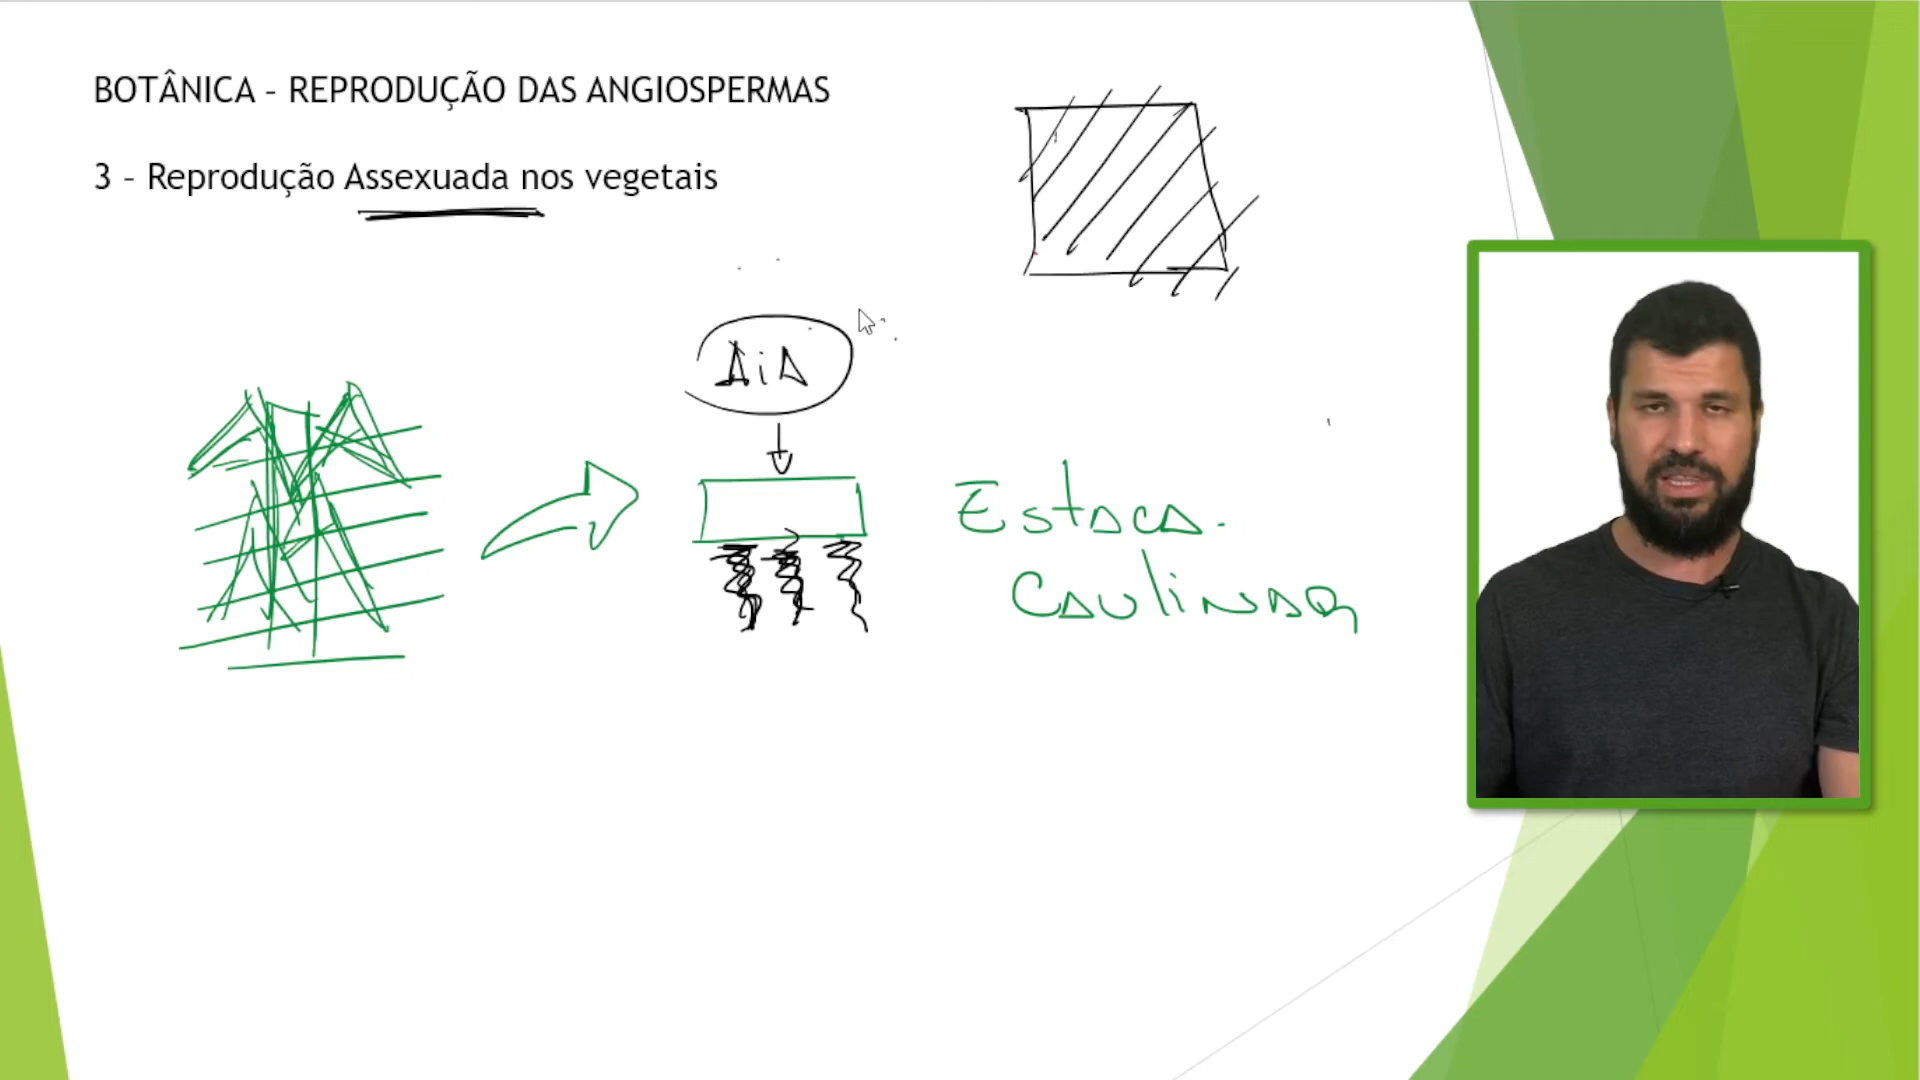 BOTÂNICA – REPRODUÇÃO DAS ANGIOSPERMAS
3 – Reprodução Assexuada nos vegetais
AiA
Estaca
Caulinar